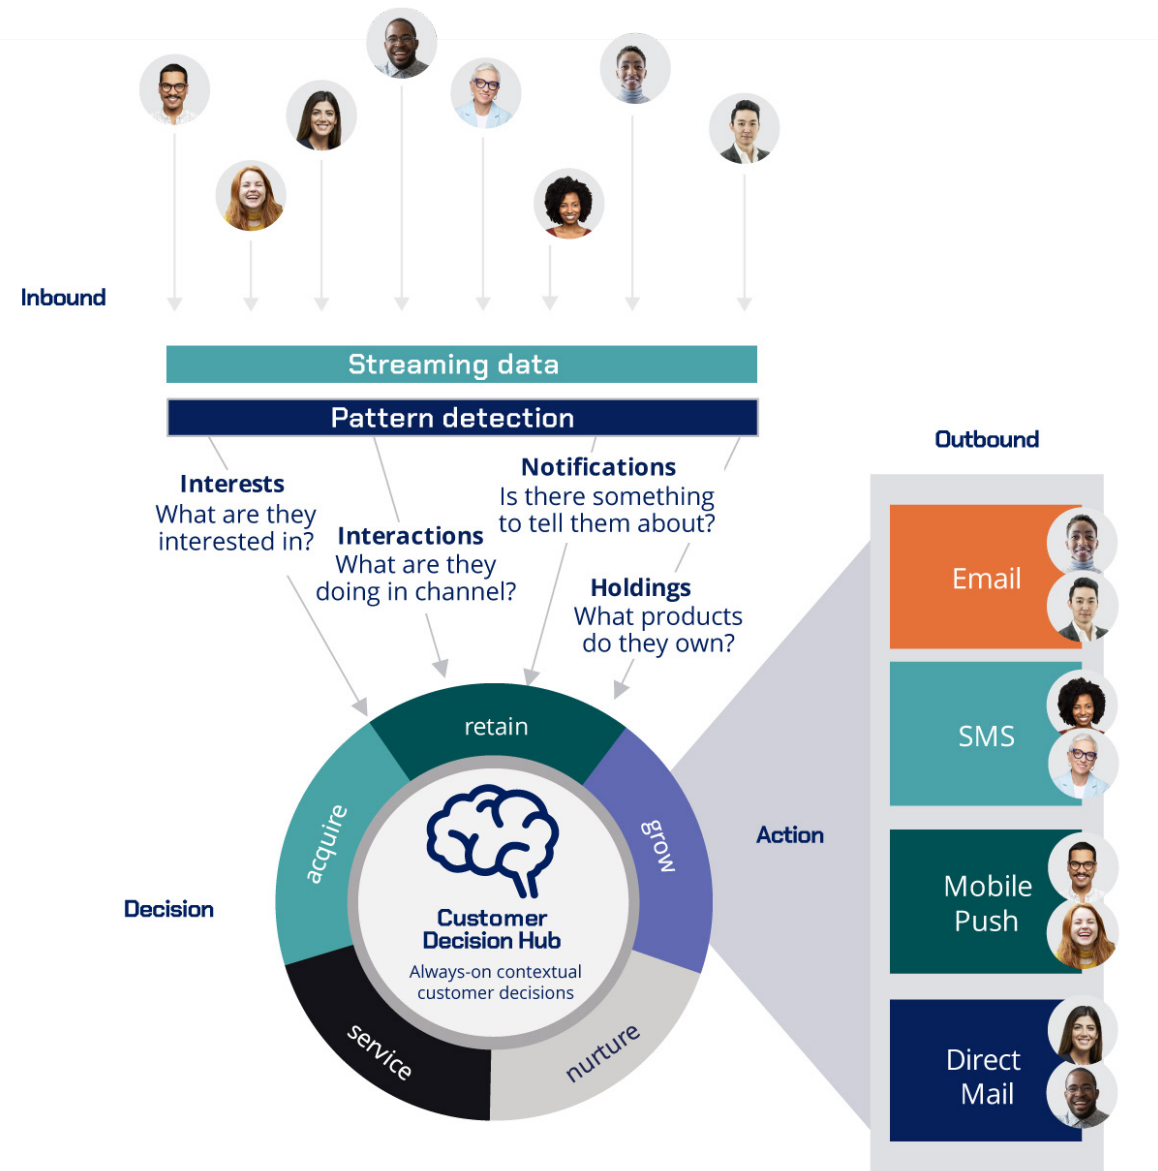 Inbound
Streaming data
Pattern detection
Interests
What are they
interested in?
Interactions
What are they
doing in channel?
Notifications
Is there something
to tell them about?
Holdings
What products
do they own?
Decision
acquire
retain
grow
nurture
service
Customer
Decision Hub
Always-on contextual
customer decisions
Action
Outbound
Email
SMS
Mobile
Push
Direct
Mail